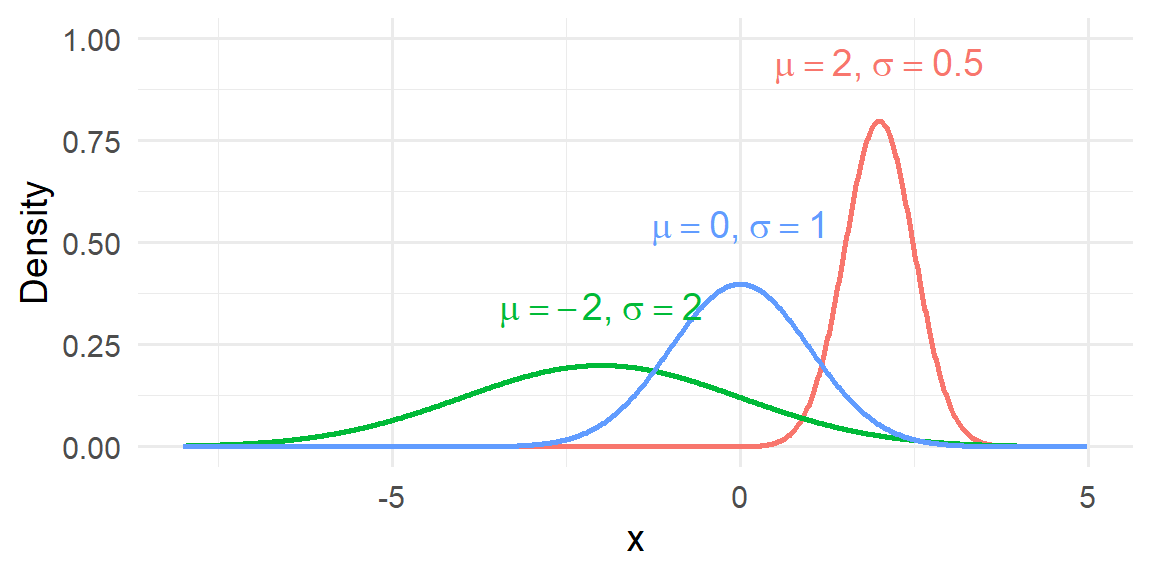 1.00
μ = 2, σ = 0.5
0.75
μ = 0, σ = 1
0.50
μ = −2, σ = 2
0.25
0.00
Density
-5 0 5
x